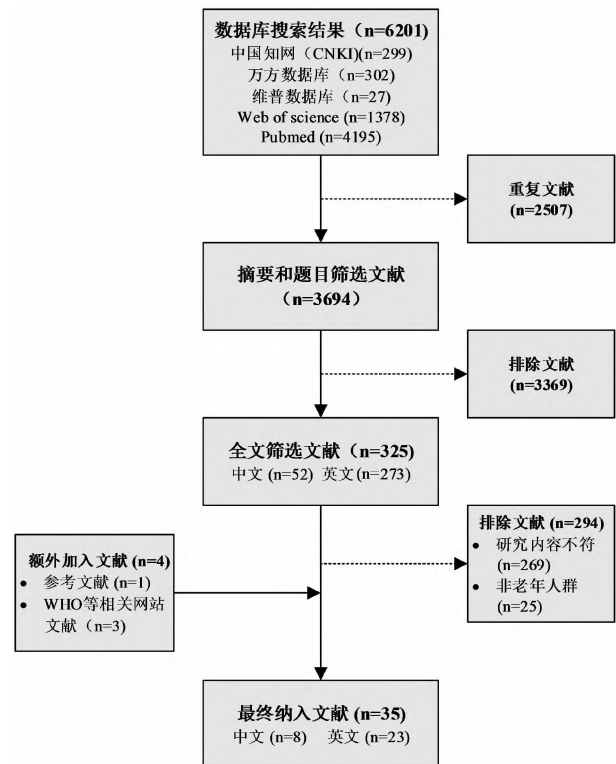 数据库搜索结果（n=6201)
中国知网（CNKI)(n=299)
万方数据库（n=302)
维普数据库（n=27)
Web of science (n=1378)
Pubmed (n=4195)
重复文献
(n=2507)
摘要和题目筛选文献
（n=3694)
排除文献
(n=3369)
全文筛选文献（n=325)
中文 (n=52) 英文(n=273)
额外加入文献 (n=4)
● 参考文献 (n=1)
● WHO等相关网站
文献（n=3)
排除文献 (n=294)
● 研究内容不符
(n=269)
● 非老年人群
(n=25)
最终纳入文献 (n=35)
中文 (n=8) 英文 (n=23)